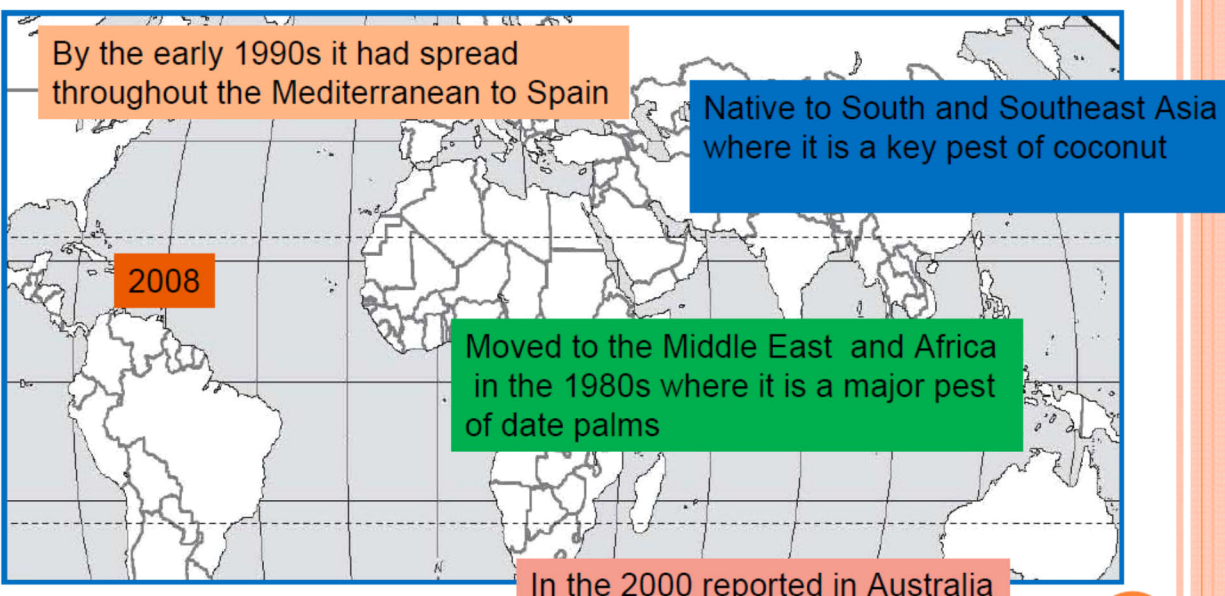 By the early 1990s it had spread
throughout the Mediterranean to Spain
Native to South and Southeast Asia
where it is a key pest of coconut
2008
Moved to the Middle East and Africa
in the 1980s where it is a major pest
of date palms
In the 2000 reported in Australia